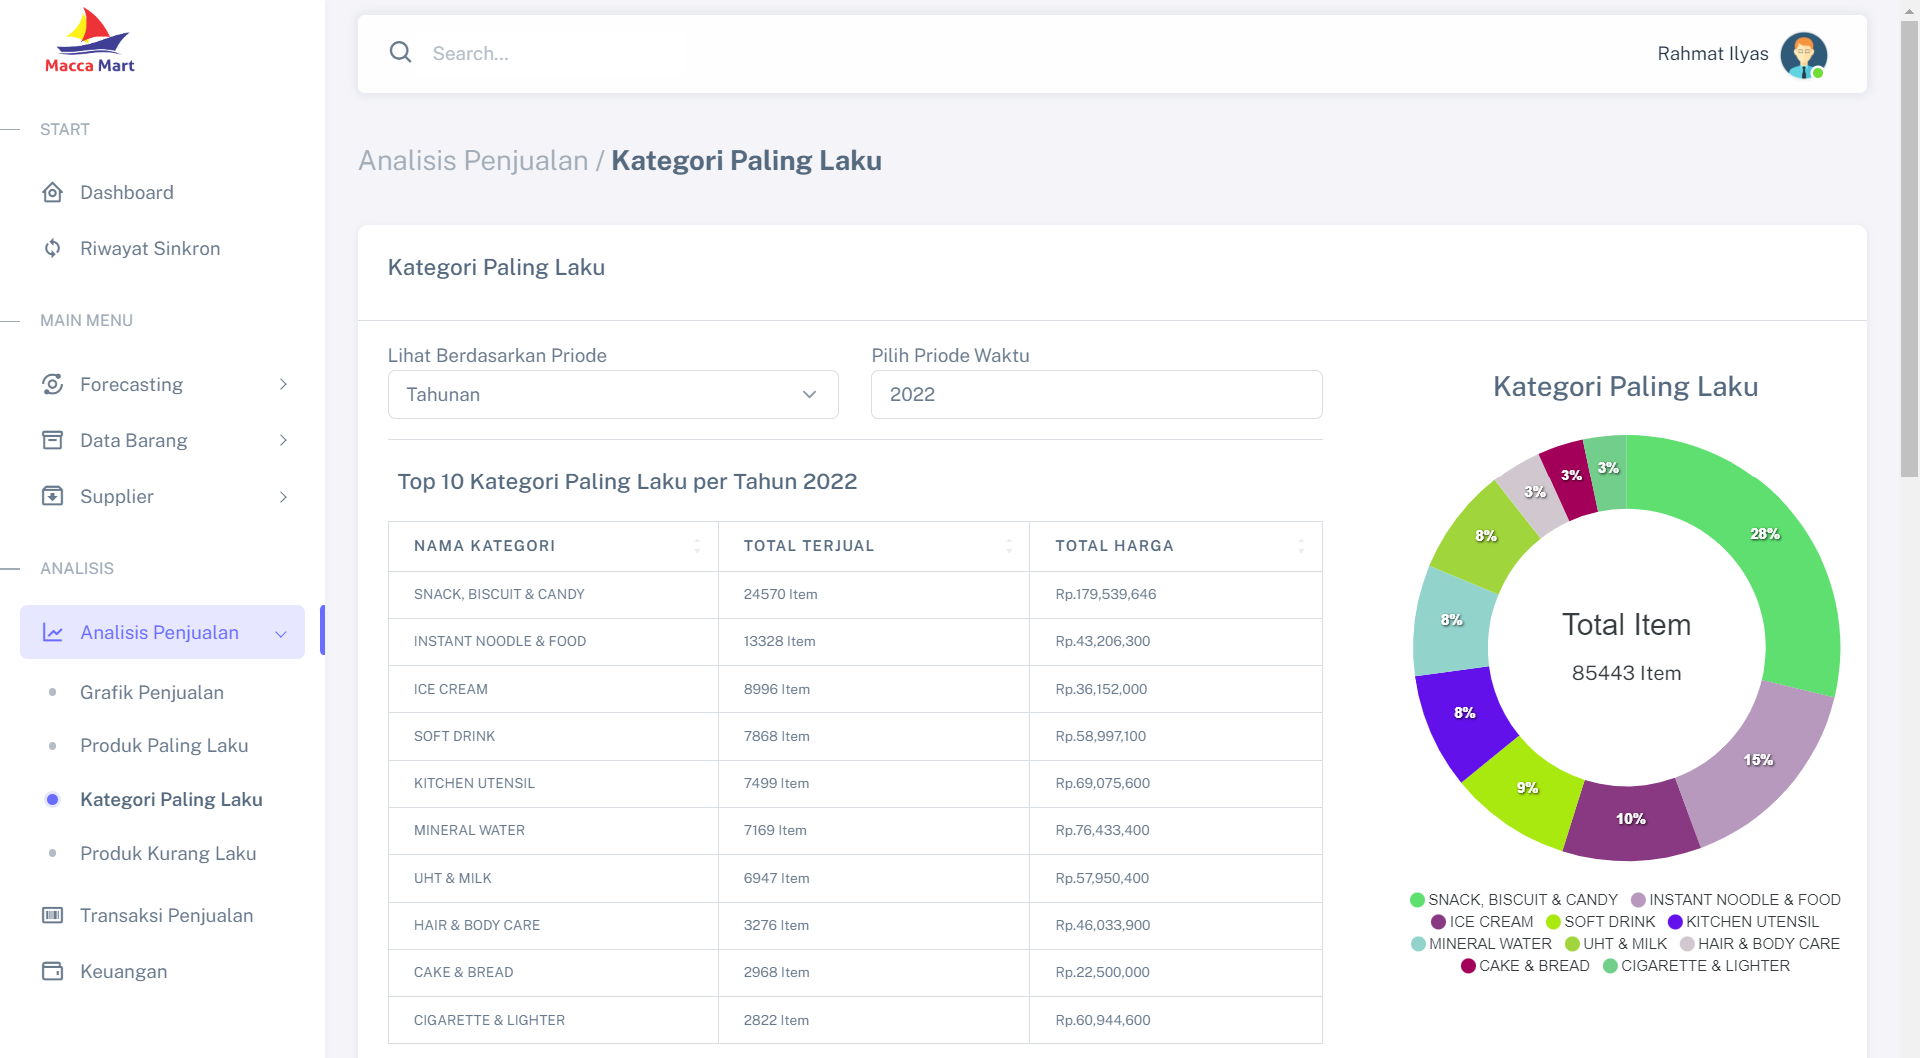 Macca Mart
START
Dashboard
Riwayat Sinkron
MAIN MENU
Forecasting
Data Barang
Supplier
ANALISIS
Analisis Penjualan
Grafik Penjualan
Produk Paling Laku
Kategori Paling Laku
Produk Kurang Laku
Transaksi Penjualan
Keuangan
Search...
Rahmat Ilyas
Analisis Penjualan / Kategori Paling Laku
Kategori Paling Laku
Lihat Berdasarkan Priode
Pilih Priode Waktu
Tahunan
2022
Top 10 Kategori Paling Laku per Tahun 2022
NAMA KATEGORI TOTAL TERJUAL TOTAL HARGA
SNACK, BISCUIT & CANDY 24570 Item Rp.179,539,646
INSTANT NOODLE & FOOD 13328 Item Rp.43,206,300
ICE CREAM 8996 Item Rp.36,152,000
SOFT DRINK 7868 Item Rp.58,997,100
KITCHEN UTENSIL 7499 Item Rp.69,075,600
MINERAL WATER 7169 Item Rp.76,433,400
UHT & MILK 6947 Item Rp.57,950,400
HAIR & BODY CARE 3276 Item Rp.46,033,900
CAKE & BREAD 2968 Item Rp.22,500,000
CIGARETTE & LIGHTER 2822 Item Rp.60,944,600
Kategori Paling Laku
28%
15%
10%
9%
8%
8%
8%
3%
3%
3%
Total Item
85443 Item
SNACK, BISCUIT & CANDY INSTANT NOODLE & FOOD
ICE CREAM SOFT DRINK KITCHEN UTENSIL
MINERAL WATER UHT & MILK HAIR & BODY CARE
CAKE & BREAD CIGARETTE & LIGHTER